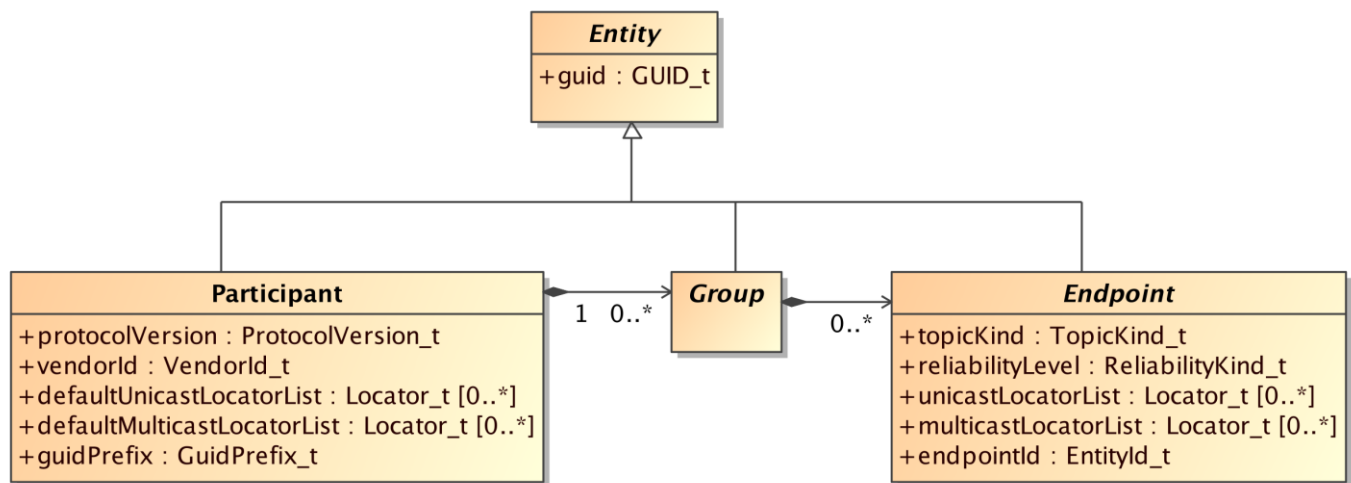 Entity
+guid : GUID_t
Participant
+protocolVersion : ProtocolVersion_t
+vendorId : VendorId_t
+defaultUnicastLocatorList : Locator_t [0..*]
+defaultMulticastLocatorList : Locator_t [0..*]
+guidPrefix : GuidPrefix_t
1 0..*
Group
0..*
Endpoint
+topicKind : TopicKind_t
+reliabilityLevel : ReliabilityKind_t
+unicastLocatorList : Locator_t [0..*]
+multicastLocatorList : Locator_t [0..*]
+endpointId : EntityId_t